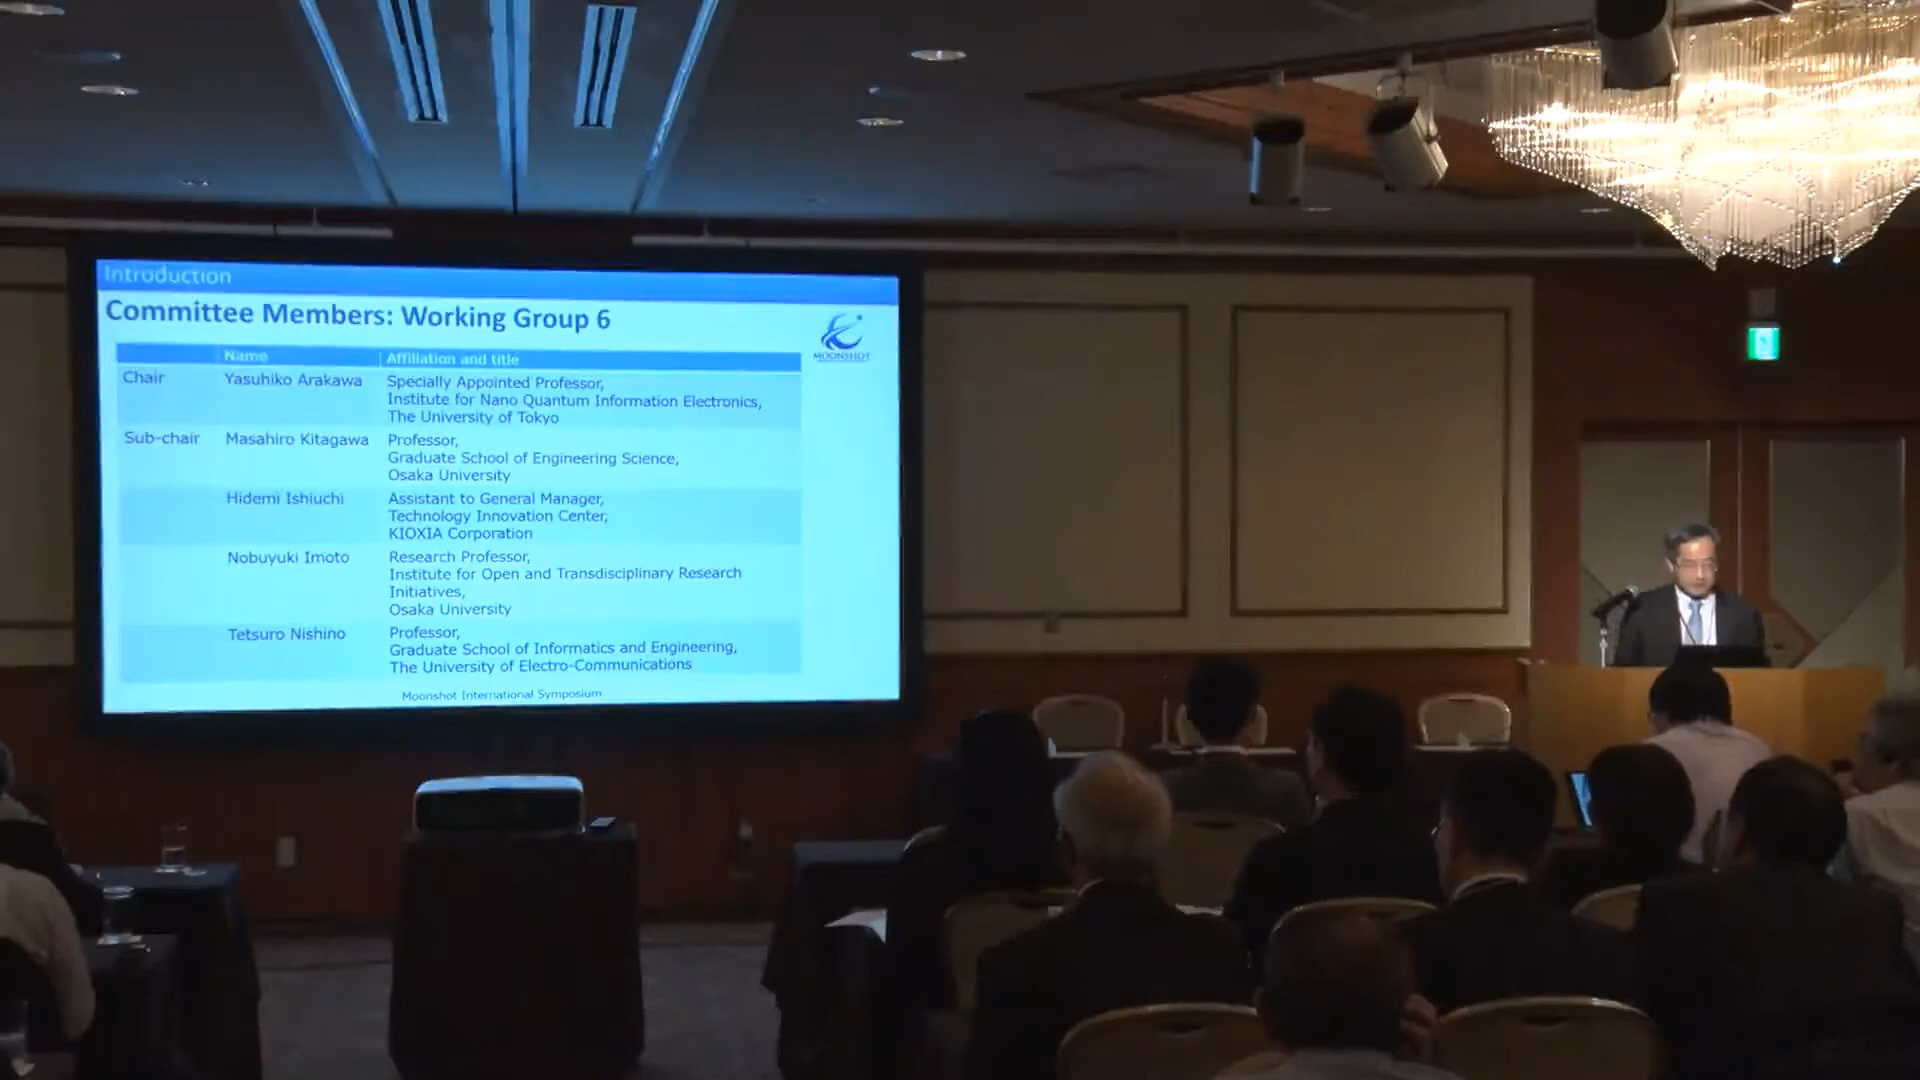 Introduction
Committee Members: Working Group 6
MOONSHOT
Name Affiliation and title
Chair Yasuhiko Arakawa Specially Appointed Professor,
Institute for Nano Quantum Information Electronics,
The University of Tokyo
Sub-chair Masahiro Kitagawa Professor,
Graduate School of Engineering Science,
Osaka University
Hidemi Ishiuchi Assistant to General Manager,
Technology Innovation Center,
KIOXIA Corporation
Nobuyuki Imoto Research Professor,
Institute for Open and Transdisciplinary Research
Initiatives,
Osaka University
Tetsuro Nishino Professor,
Graduate School of Informatics and Engineering,
The University of Electro-Communications
Moonshot International Symposium